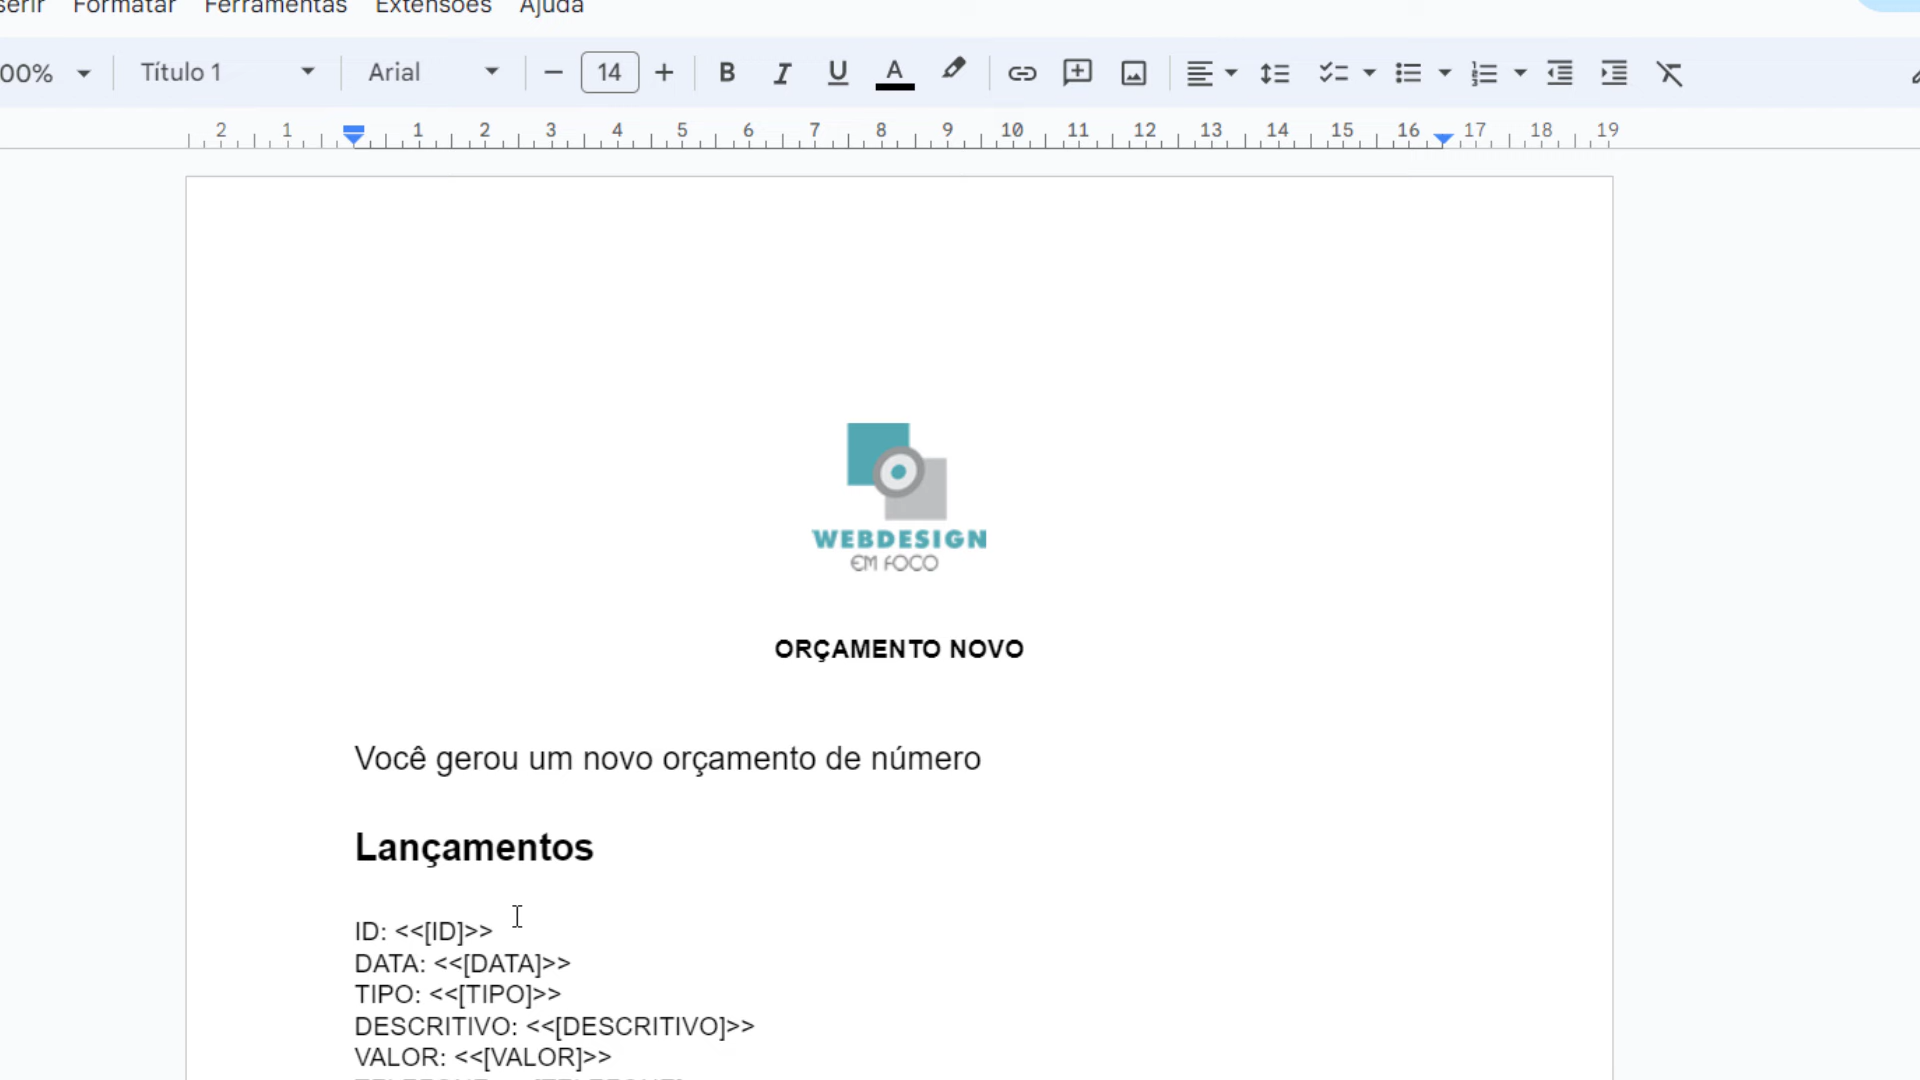 Formatar Ferramentas Extensões Ajuda
00% Título 1 Arial 14 B I U A
2 1 1 2 3 4 5 6 7 8 9 10 11 12 13 14 15 16 17 18 19
WEBDESIGN
EM FOCO
ORÇAMENTO NOVO
Você gerou um novo orçamento de número
Lançamentos
ID: <<[ID]>>
DATA: <<[DATA]>>
TIPO: <<[TIPO]>>
DESCRITIVO: <<[DESCRITIVO]>>
VALOR: <<[VALOR]>>